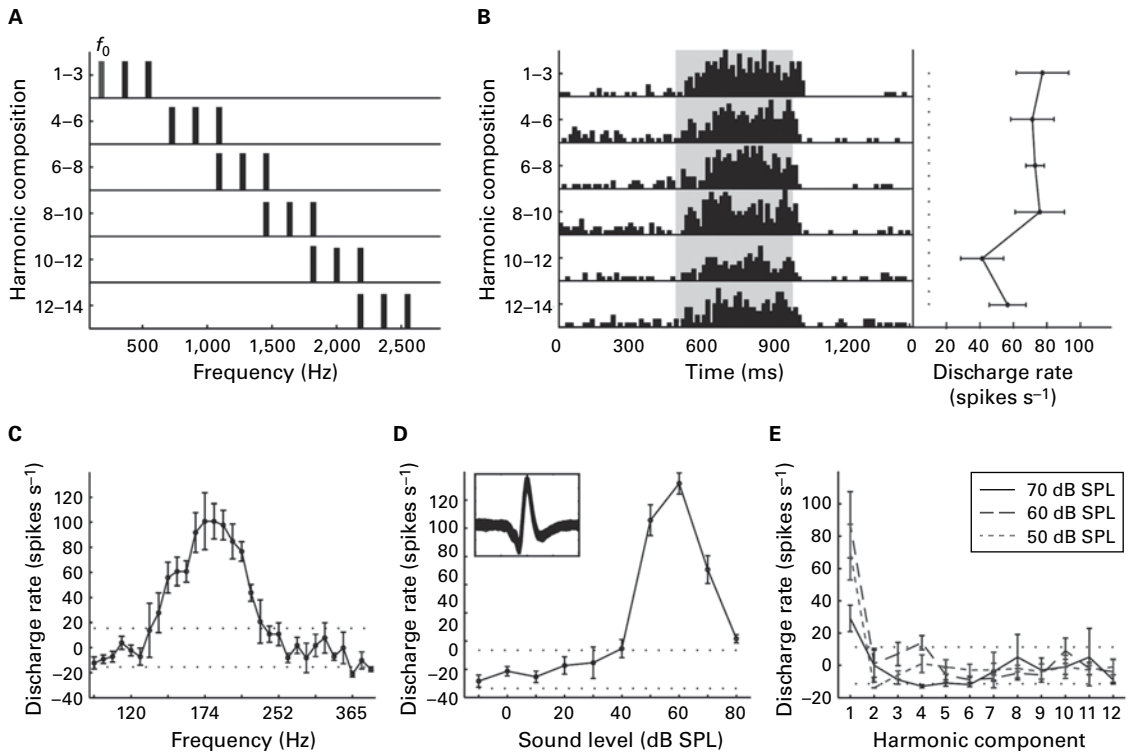 A
f0
Harmonic composition
1–3
4–6
6–8
8–10
10–12
12–14
500 1,000 1,500 2,000 2,500
Frequency (Hz)
B
Harmonic composition
1–3
4–6
6–8
8–10
10–12
12–14
0 300 600 900 1,200
Time (ms)
0 20 40 60 80 100
Discharge rate
(spikes s–1)
C
Discharge rate (spikes s–1)
120
100
80
60
40
20
0
–20
–40
120 174 252 365
Frequency (Hz)
D
Discharge rate (spikes s–1)
120
100
80
60
40
20
0
–20
–40
0 20 40 60 80
Sound level (dB SPL)
E
Discharge rate (spikes s–1)
100
80
60
40
20
0
–20
70 dB SPL
60 dB SPL
50 dB SPL
1 2 3 4 5 6 7 8 9 10 11 12
Harmonic component